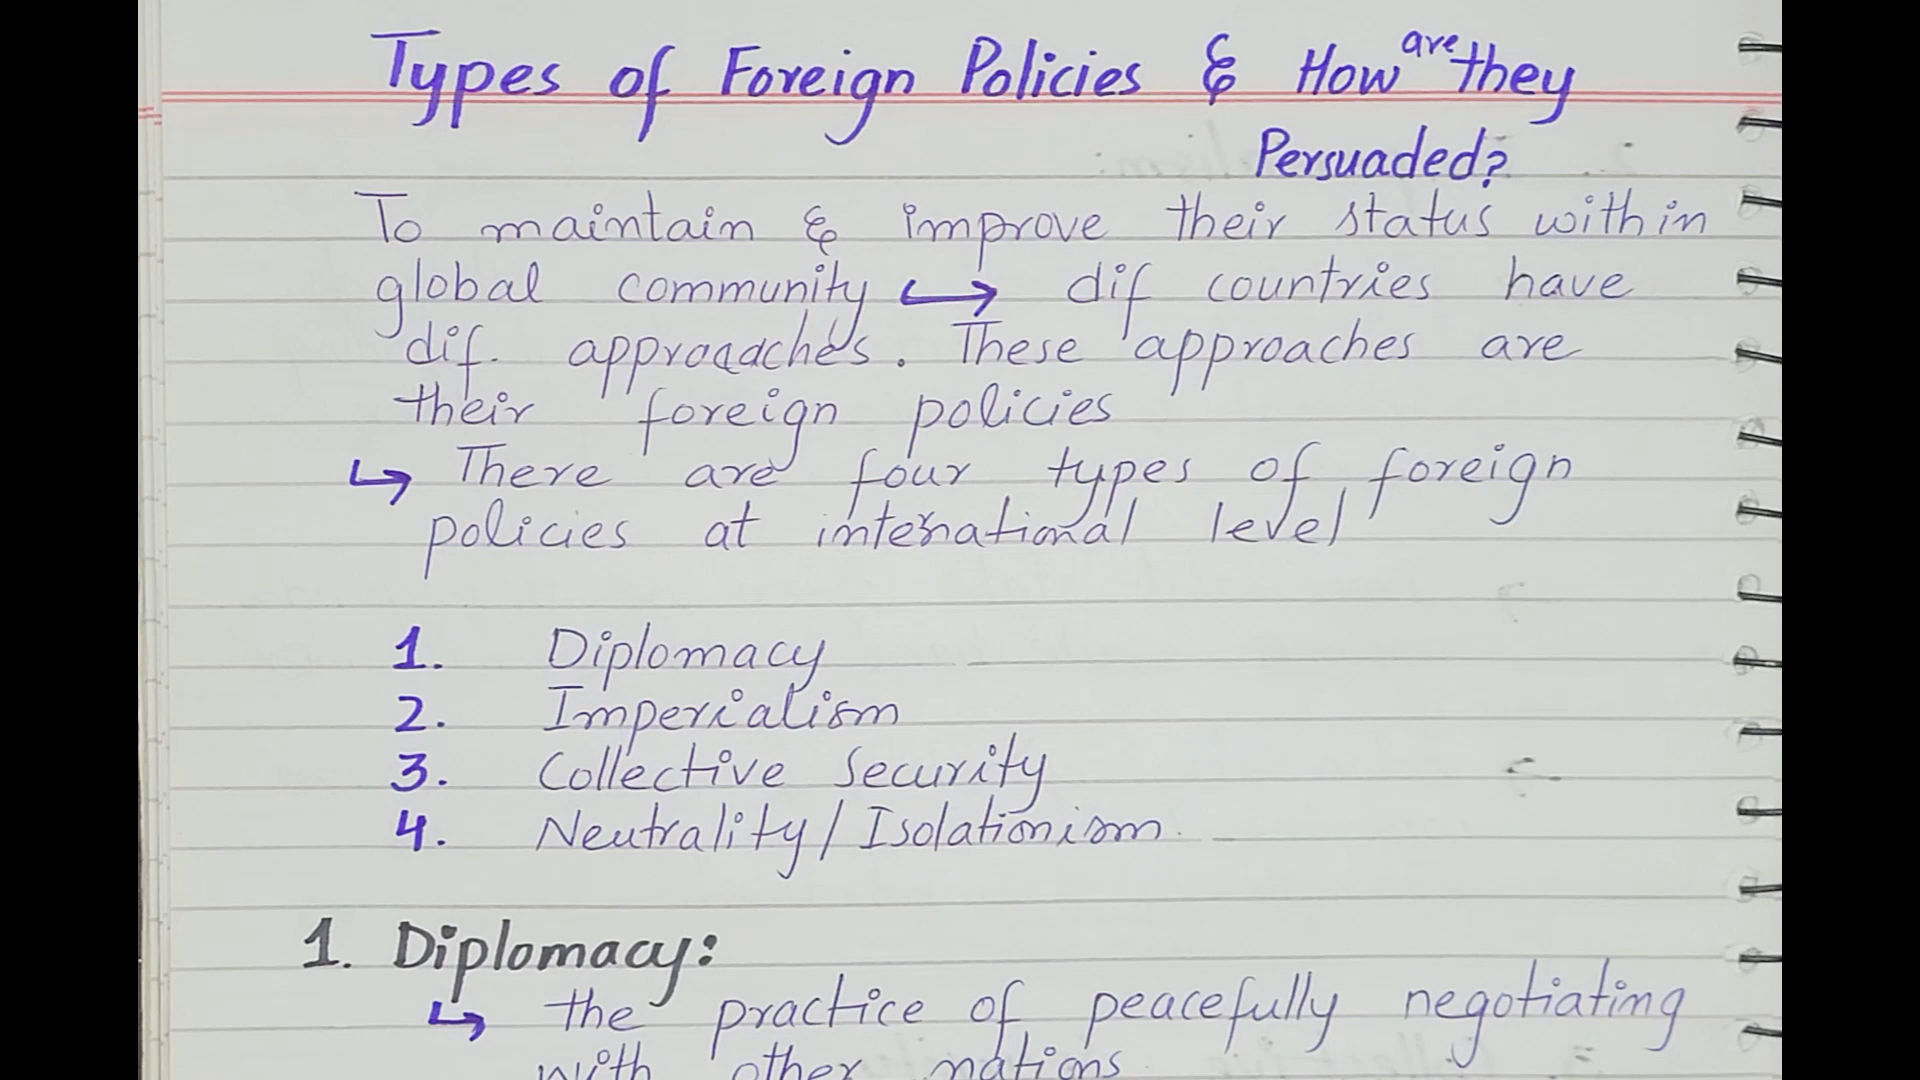 Types of Foreign Policies & How are they
Persuaded?
To maintain & improve their status within
global community ↔ dif countries have
dif. approaaches. These approaches are
their foreign policies
↳ There are four types of foreign
policies at international level
1. Diplomacy
2. Imperialism
3. Collective Security
4. Neutrality/Isolationism.
1. Diplomacy:
↳ the practice of peacefully negotiating
with other nations